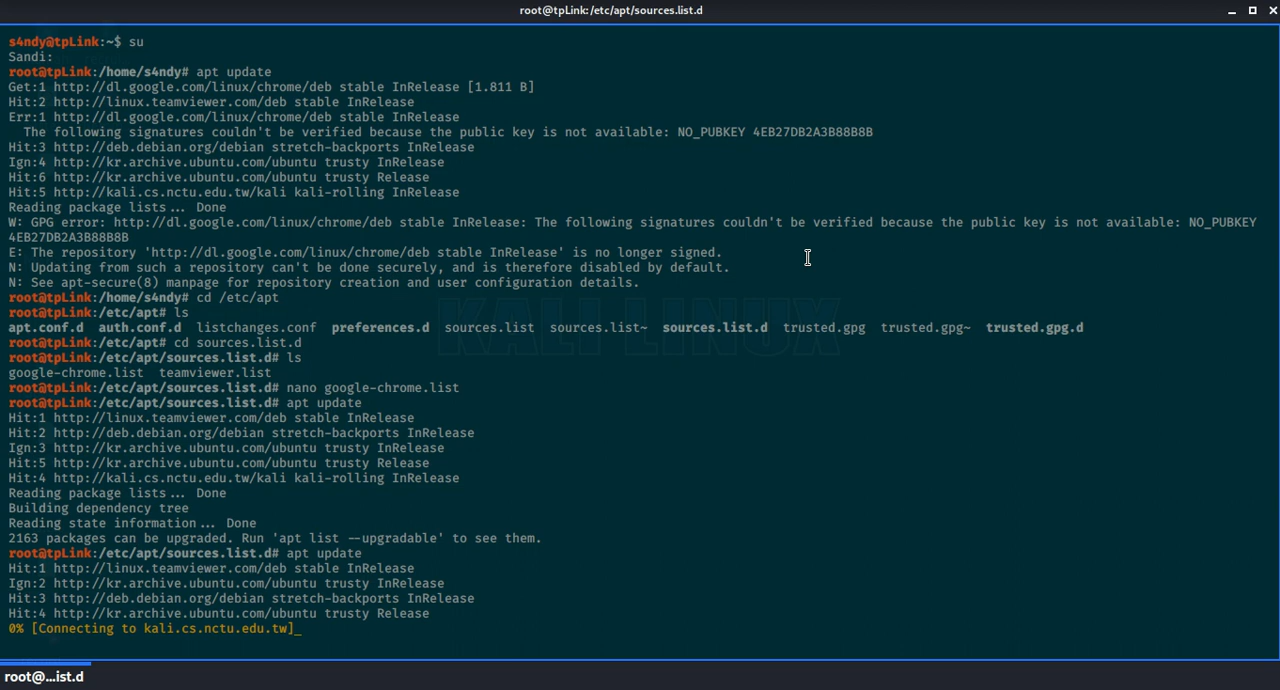 root@tpLink:/etc/apt/sources.list.d
s4ndy@tpLink:~$ su
Sandi:
root@tpLink:/home/s4ndy# apt update
Get:1 http://dl.google.com/linux/chrome/deb stable InRelease [1.811 B]
Hit:2 http://linux.teamviewer.com/deb stable InRelease
Err:1 http://dl.google.com/linux/chrome/deb stable InRelease
  The following signatures couldn't be verified because the public key is not available: NO_PUBKEY 4EB27DB2A3B88B8B
Hit:3 http://deb.debian.org/debian stretch-backports InRelease
Ign:4 http://kr.archive.ubuntu.com/ubuntu trusty InRelease
Hit:6 http://kr.archive.ubuntu.com/ubuntu trusty Release
Hit:5 http://kali.cs.nctu.edu.tw/kali kali-rolling InRelease
Reading package lists... Done
W: GPG error: http://dl.google.com/linux/chrome/deb stable InRelease: The following signatures couldn't be verified because the public key is not available: NO_PUBKEY
4EB27DB2A3B88B8B
E: The repository 'http://dl.google.com/linux/chrome/deb stable InRelease' is no longer signed.
N: Updating from such a repository can't be done securely, and is therefore disabled by default.
N: See apt-secure(8) manpage for repository creation and user configuration details.
root@tpLink:/home/s4ndy# cd /etc/apt
root@tpLink:/etc/apt# ls
apt.conf.d  auth.conf.d  listchanges.conf  preferences.d  sources.list  sources.list~  sources.list.d  trusted.gpg  trusted.gpg~  trusted.gpg.d
root@tpLink:/etc/apt# cd sources.list.d
root@tpLink:/etc/apt/sources.list.d# ls
google-chrome.list  teamviewer.list
root@tpLink:/etc/apt/sources.list.d# nano google-chrome.list
root@tpLink:/etc/apt/sources.list.d# apt update
Hit:1 http://linux.teamviewer.com/deb stable InRelease
Hit:2 http://deb.debian.org/debian stretch-backports InRelease
Ign:3 http://kr.archive.ubuntu.com/ubuntu trusty InRelease
Hit:5 http://kr.archive.ubuntu.com/ubuntu trusty Release
Hit:4 http://kali.cs.nctu.edu.tw/kali kali-rolling InRelease
Reading package lists... Done
Building dependency tree
Reading state information... Done
2163 packages can be upgraded. Run 'apt list --upgradable' to see them.
root@tpLink:/etc/apt/sources.list.d# apt update
Hit:1 http://linux.teamviewer.com/deb stable InRelease
Ign:2 http://kr.archive.ubuntu.com/ubuntu trusty InRelease
Hit:3 http://deb.debian.org/debian stretch-backports InRelease
Hit:4 http://kr.archive.ubuntu.com/ubuntu trusty Release
0% [Connecting to kali.cs.nctu.edu.tw]_
KALI LINUX
root@...ist.d